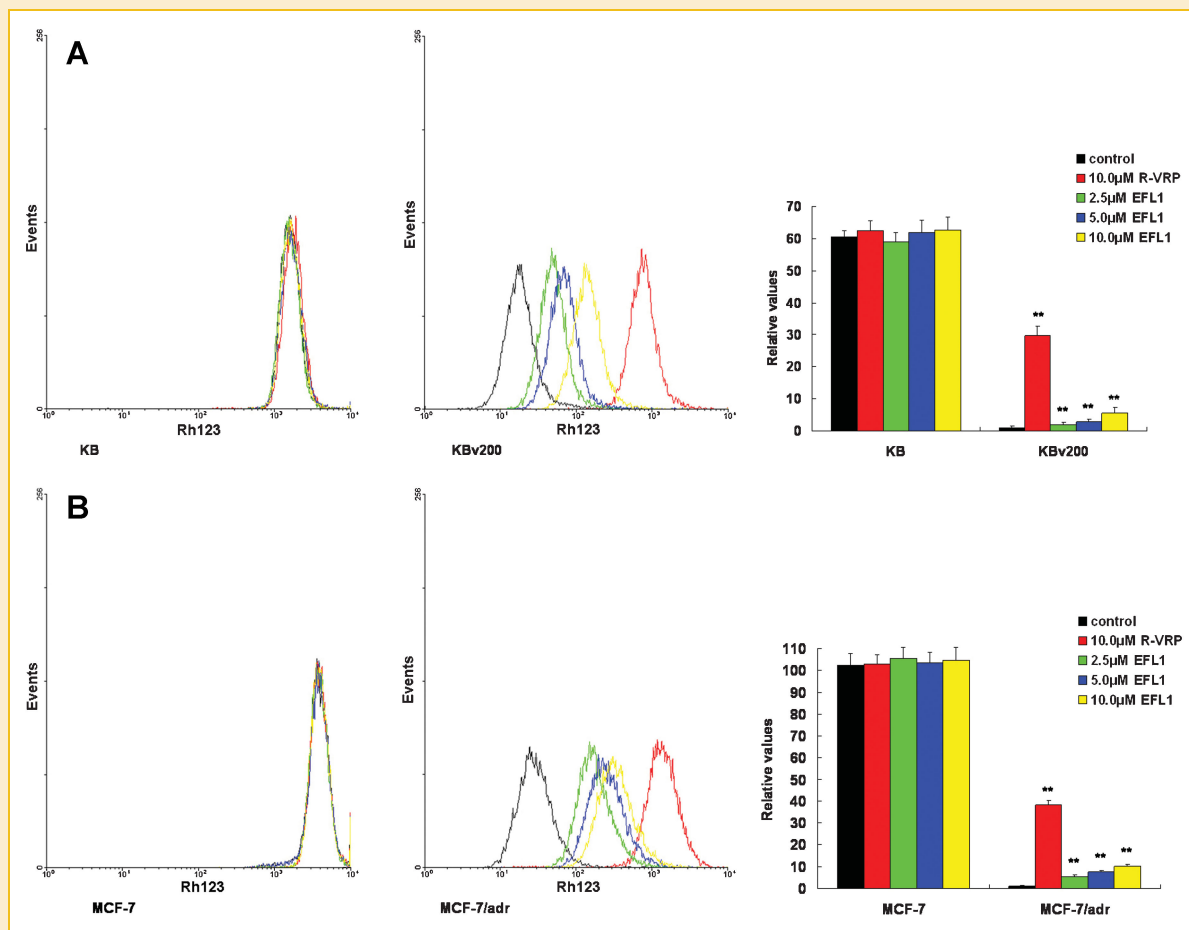 A
256
Events
0
10⁰ 10¹ 10² 10³ 10⁴
Rh123
KB
256
Events
0
10⁰ 10¹ 10² 10³ 10⁴
Rh123
KBv200
control
10.0µM R-VRP
2.5µM EFL1
5.0µM EFL1
10.0µM EFL1
Relative values
70
60
50
40
30
20
10
0
**
** ** **
KB KBv200
B
256
Events
0
10⁰ 10¹ 10² 10³ 10⁴
Rh123
MCF-7
256
Events
0
10⁰ 10¹ 10² 10³ 10⁴
Rh123
MCF-7/adr
control
10.0µM R-VRP
2.5µM EFL1
5.0µM EFL1
10.0µM EFL1
Relative values
110
100
90
80
70
60
50
40
30
20
10
0
**
** ** **
MCF-7 MCF-7/adr